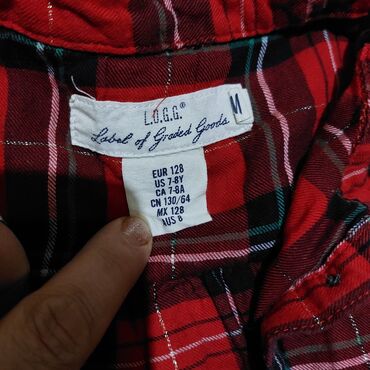 L.O.G.G.®
Label of Graded Goods
M
EUR 128
US 7-8Y
CA 7-8A
CN 130/64
MX 128
AUS 8